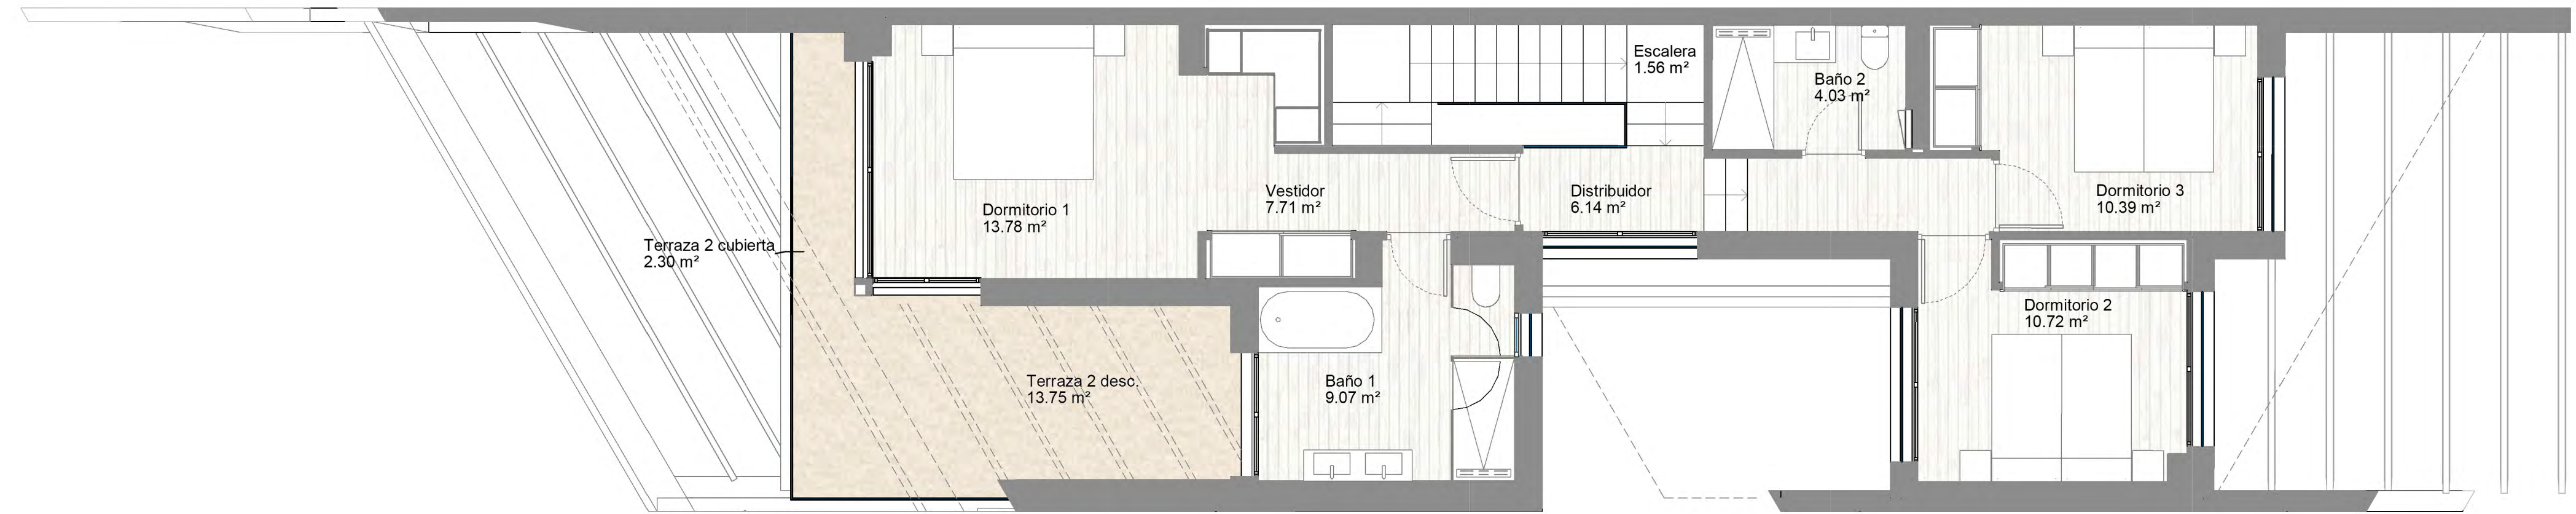 Escalera
1.56 m²
Baño 2
4.03 m²
Dormitorio 3
10.39 m²
Vestidor
7.71 m²
Distribuidor
6.14 m²
Dormitorio 1
13.78 m²
Terraza 2 cubierta
2.30 m²
Dormitorio 2
10.72 m²
Terraza 2 desc.
13.75 m²
Baño 1
9.07 m²